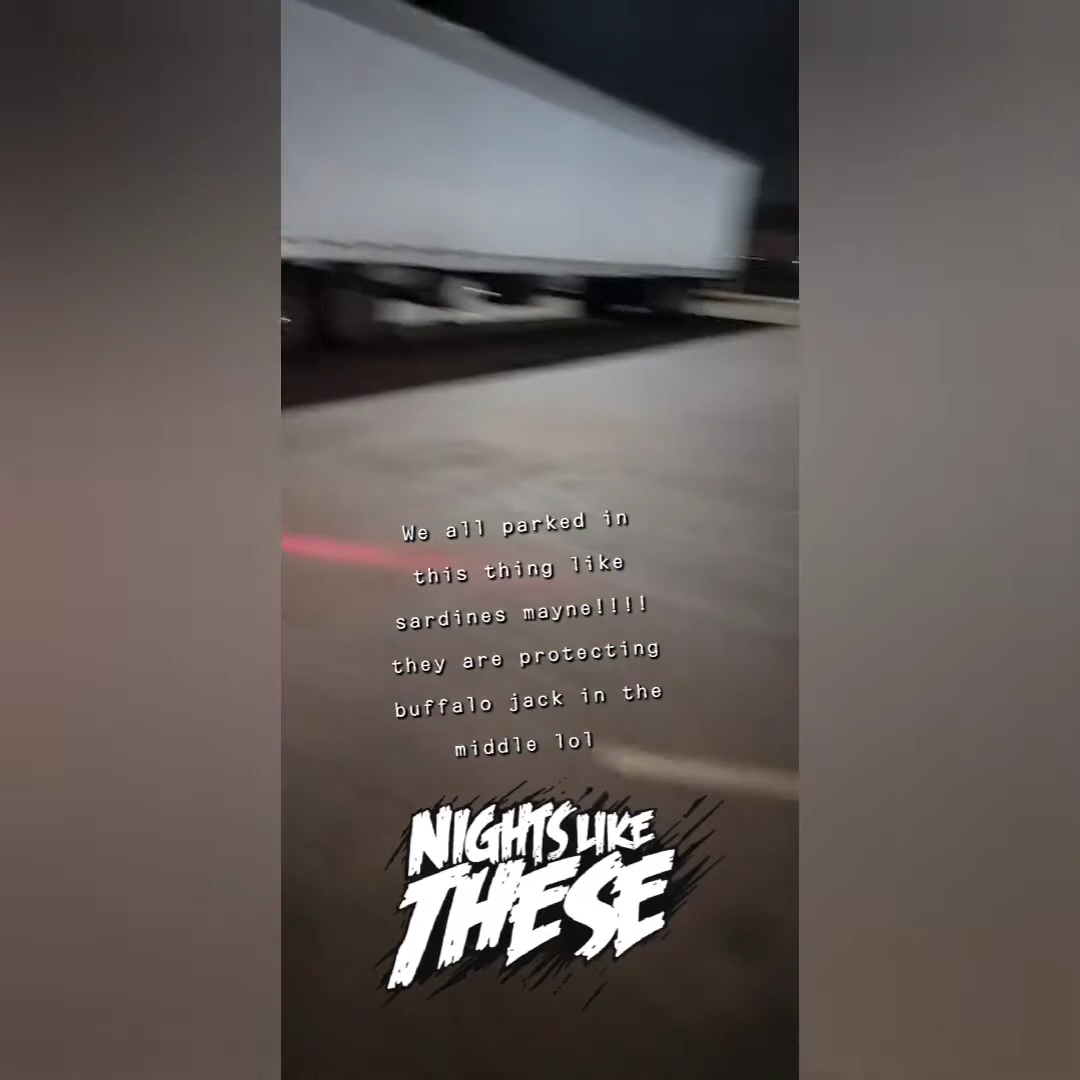 We all parked in
this thing like
sardines mayne!!!!
they are protecting
buffalo jack in the
middle lol
NIGHTS LIKE
THESE